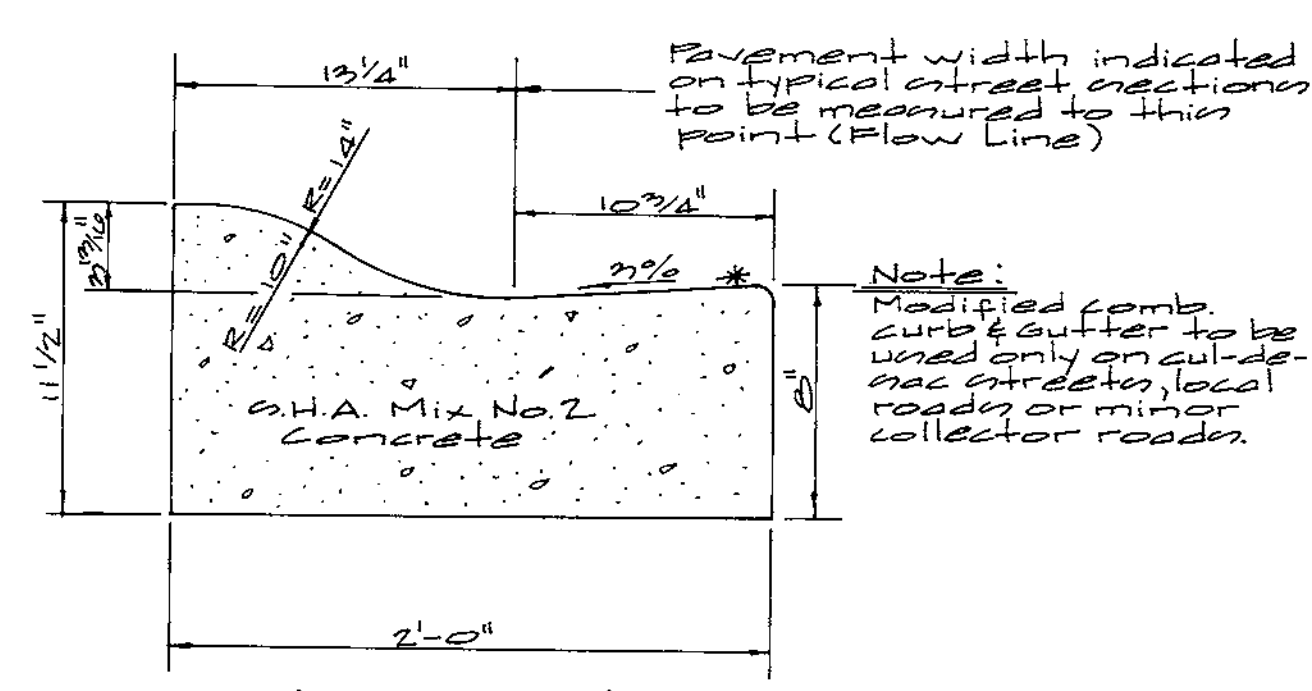 13 1/4"
Pavement width indicated
on typical street sections
to be measured to this
point (Flow Line)
R=14"
10 3/4"
3 13/16"
3%
*
R=10"
Note:
Modified comb.
curb & Gutter to be
used only on cul-de-
sac streets, local
roads or minor
collector roads.
11 1/2"
8"
S.H.A. Mix No. 2
Concrete
2'-0"